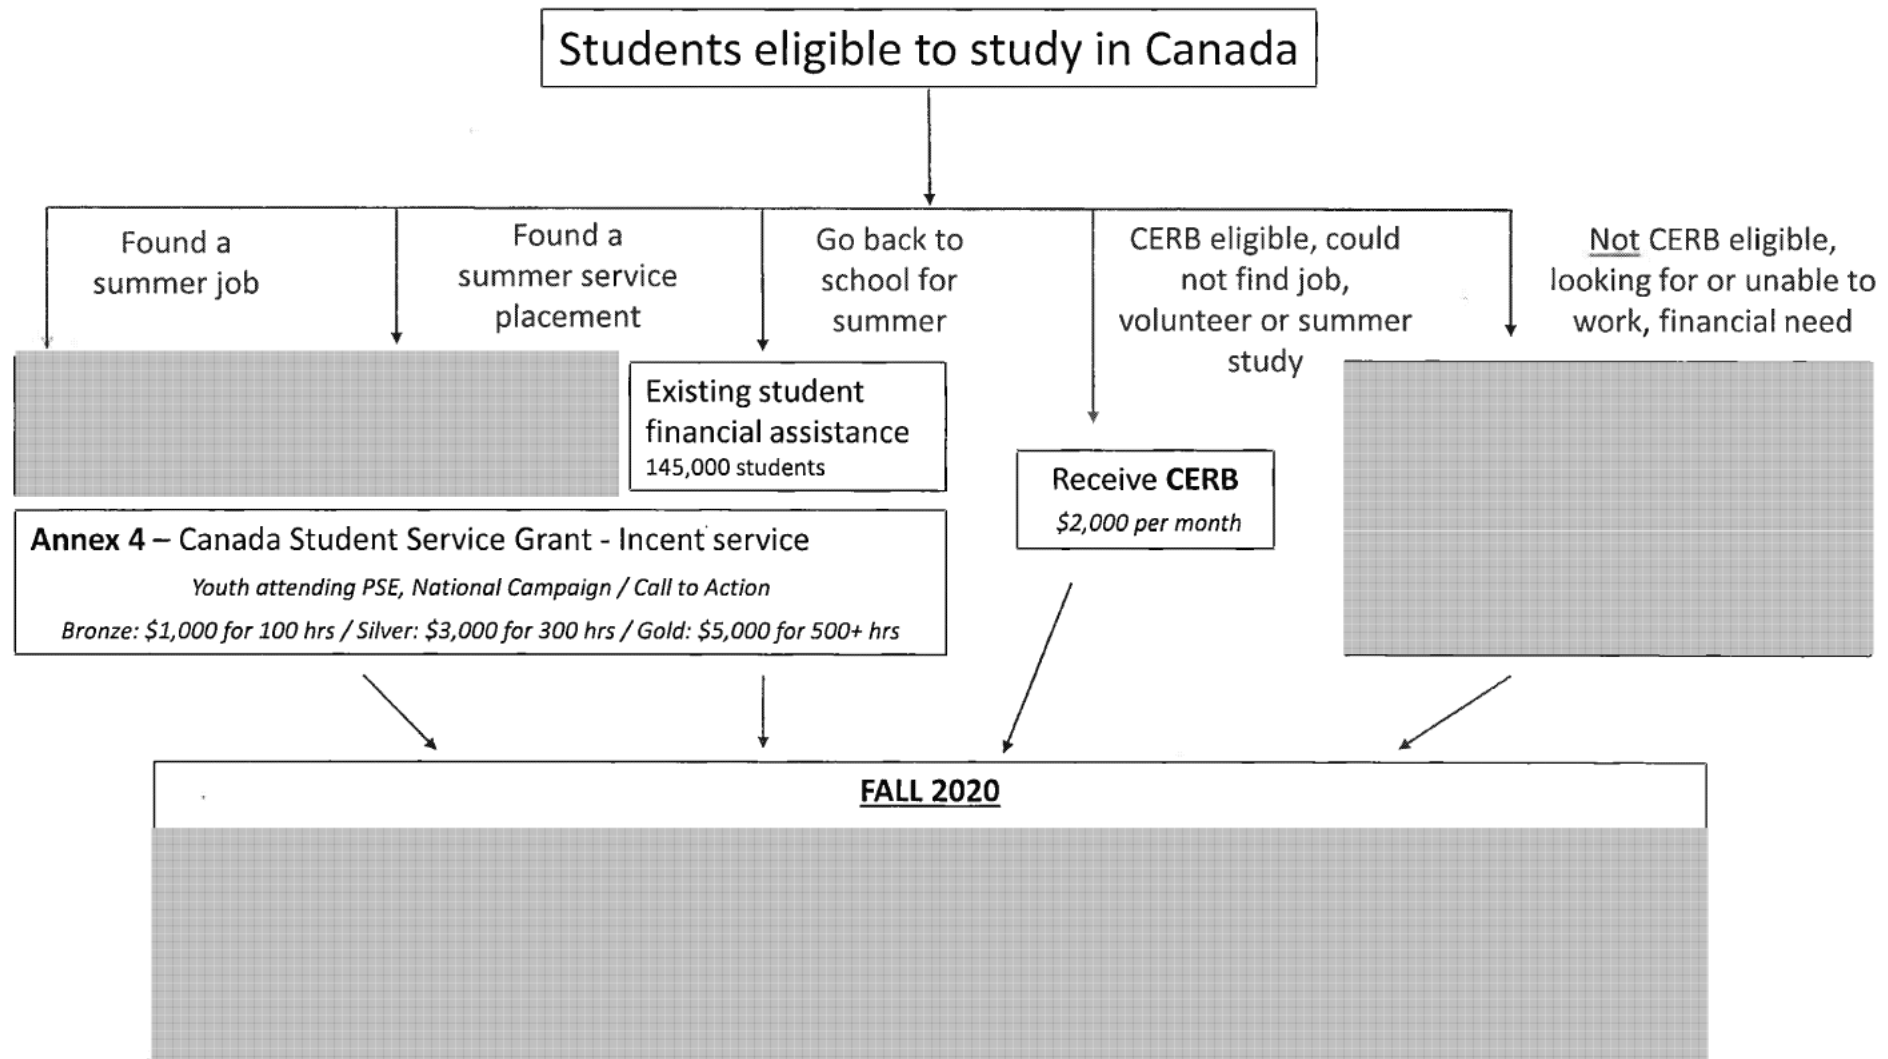 Students eligible to study in Canada
Found a
summer job
Found a
summer service
placement
Go back to
school for
summer
CERB eligible, could
not find job,
volunteer or summer
study
Not CERB eligible,
looking for or unable to
work, financial need
Existing student
financial assistance
145,000 students
Receive CERB
$2,000 per month
Annex 4 – Canada Student Service Grant - Incent service
Youth attending PSE, National Campaign / Call to Action
Bronze: $1,000 for 100 hrs / Silver: $3,000 for 300 hrs / Gold: $5,000 for 500+ hrs
FALL 2020